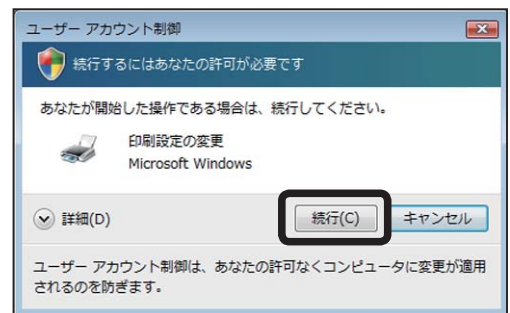 ユーザー アカウント制御
続行するにはあなたの許可が必要です
あなたが開始した操作である場合は、続行してください。
印刷設定の変更
Microsoft Windows
詳細(D)
続行(C)
キャンセル
ユーザー アカウント制御は、あなたの許可なくコンピュータに変更が適用
されるのを防ぎます。